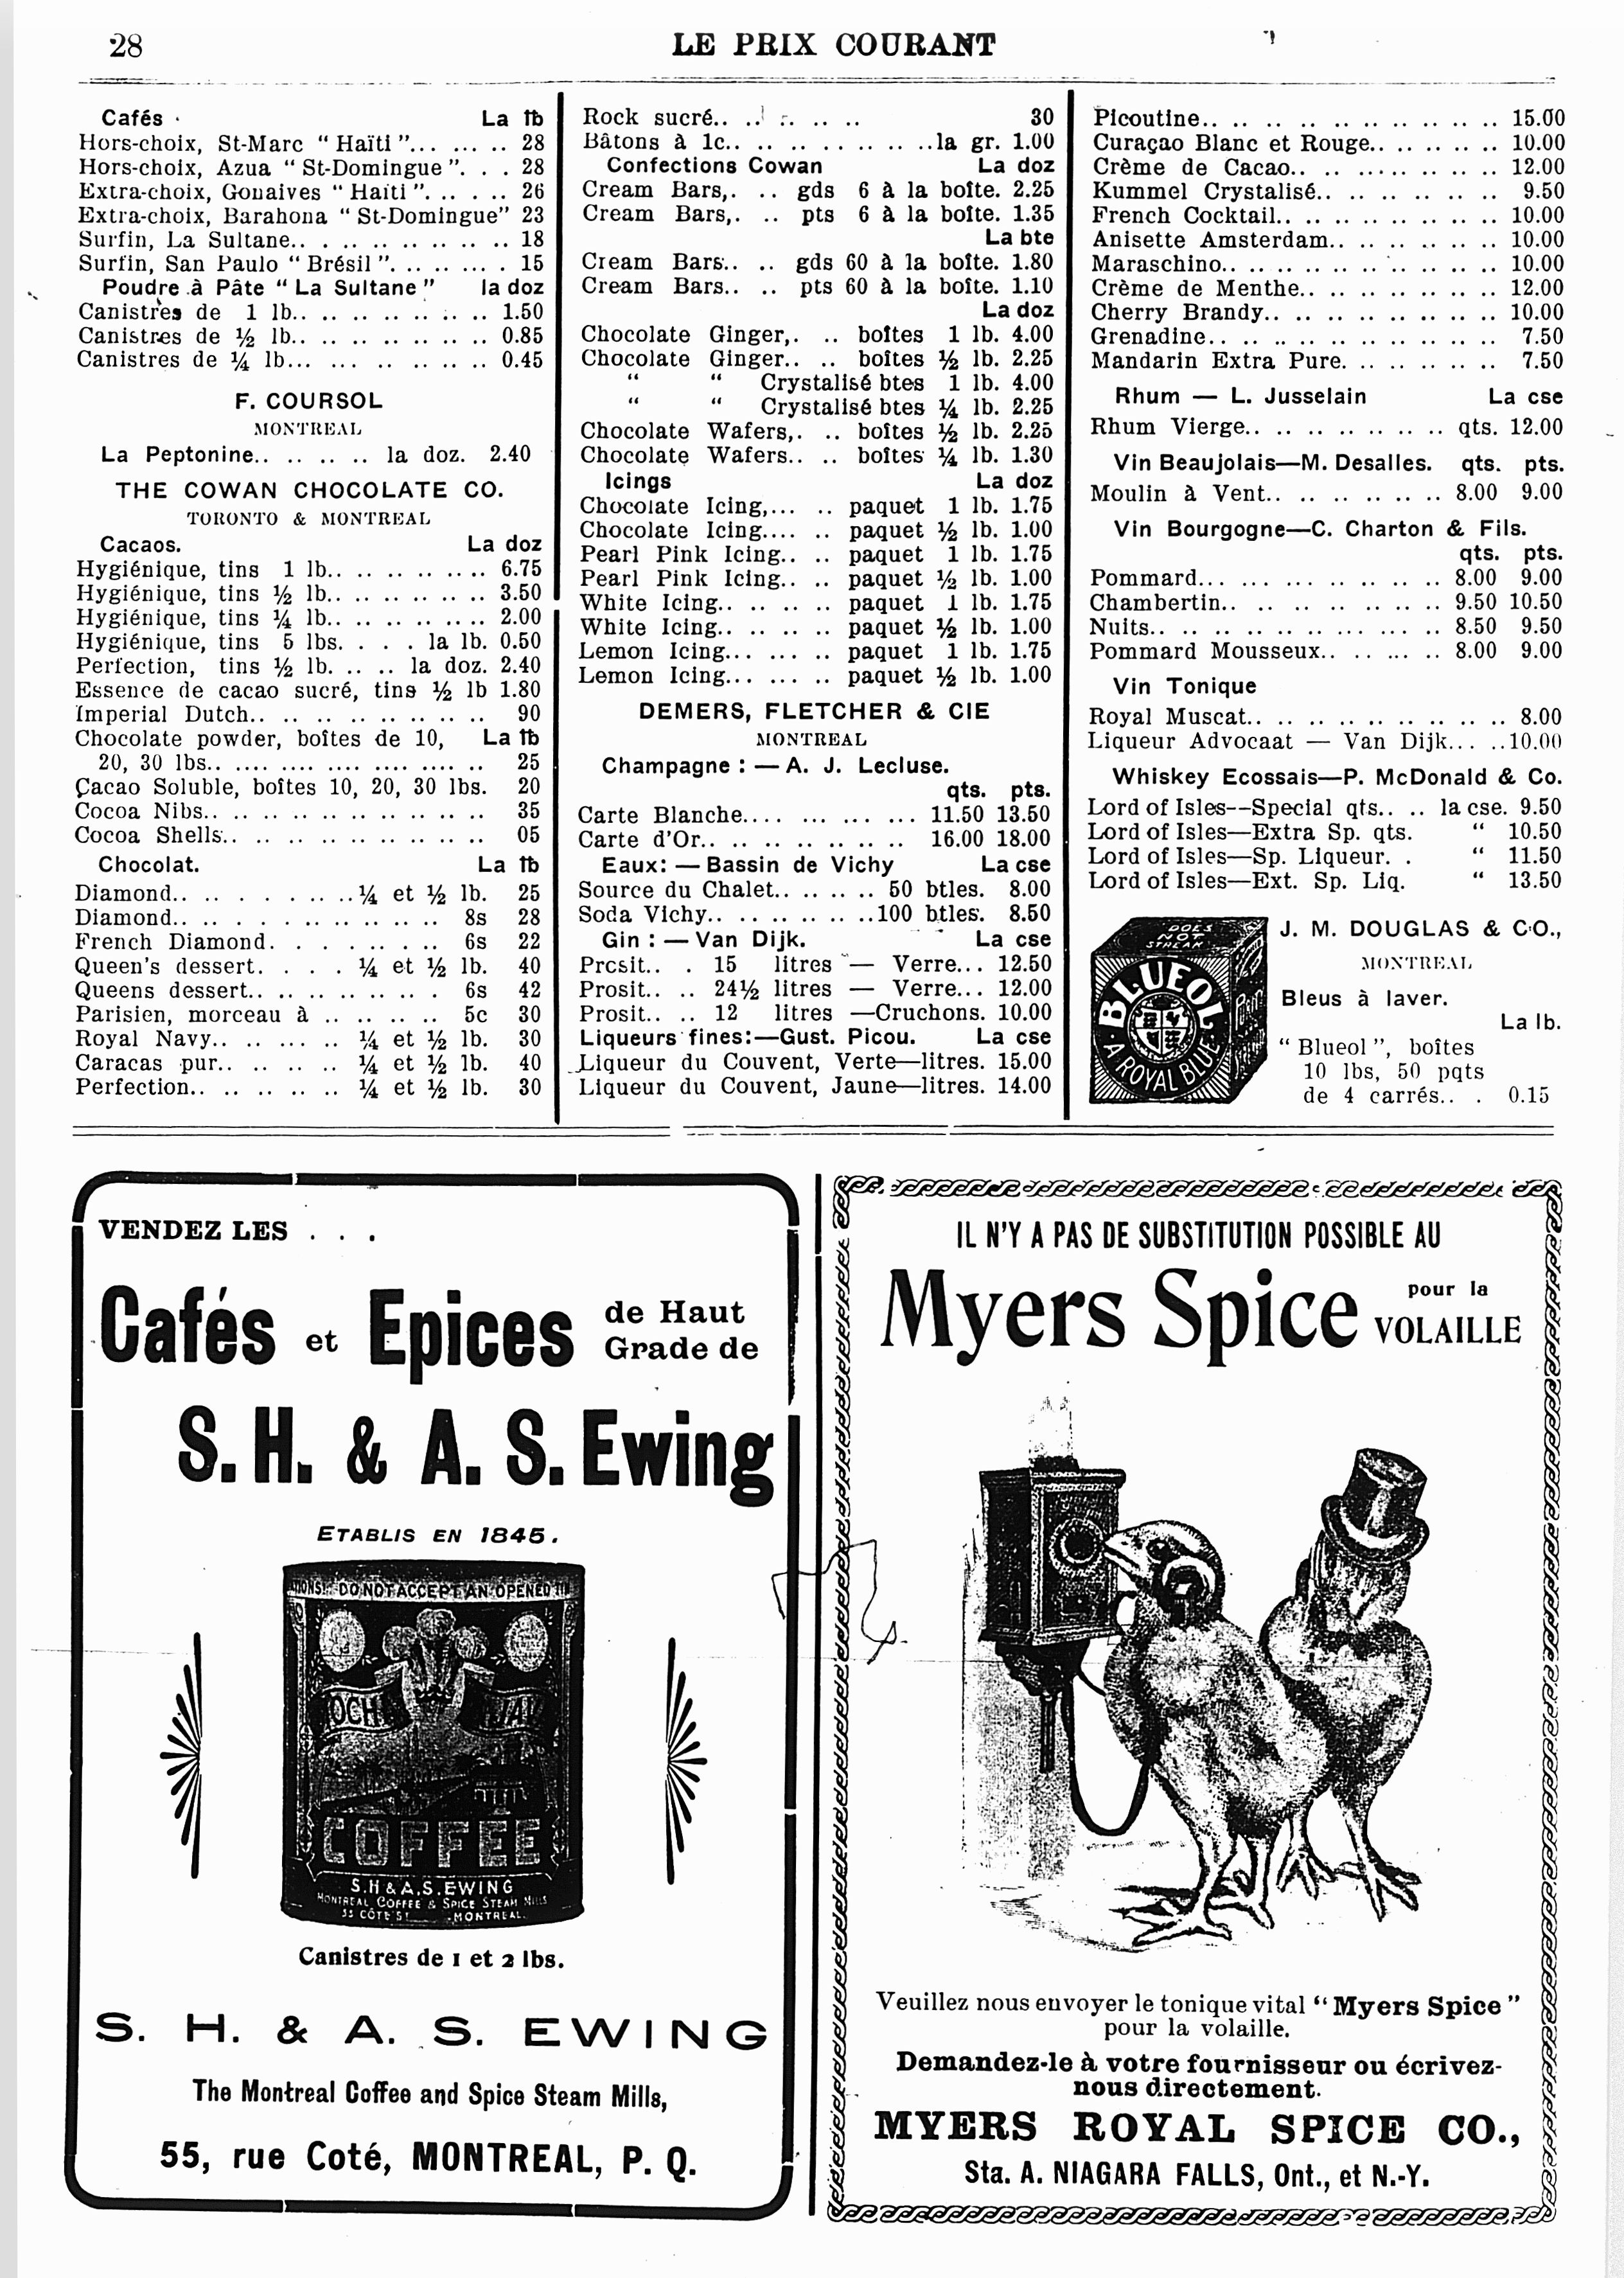 28
LE PRIX COURANT
Cafés La lb
Hors-choix, St-Marc "Haïti"... ... .. 28
Hors-choix, Azua "St-Domingue". . . 28
Extra-choix, Gonaives "Haïti". .. .. 26
Extra-choix, Barahona "St-Domingue" 23
Surfin, La Sultane.. . .. .. .. .. .. .. 18
Surfin, San Paulo "Brésil". .. .. ... . 15
Poudre à Pâte "La Sultane" la doz
Canistres de 1 lb.. .. .. .. .. .. .. 1.50
Canistres de ½ lb.. .. .. .. .. .. .. 0.85
Canistres de ¼ lb... ... .. .. .. .. 0.45
F. COURSOL
MONTREAL
La Peptonine.. .. .. .. la doz. 2.40
THE COWAN CHOCOLATE CO.
TORONTO & MONTREAL
Cacaos. La doz
Hygiénique, tins 1 lb.. .. .. .. .. .. 6.75
Hygiénique, tins ½ lb.. .. .. .. .. .. 3.50
Hygiénique, tins ¼ lb.. .. .. .. .. .. 2.00
Hygiénique, tins 5 lbs. . . . la lb. 0.50
Perfection, tins ½ lb. .. .. la doz. 2.40
Essence de cacao sucré, tins ½ lb 1.80
Imperial Dutch.. .. .. .. .. .. .. .. 90
Chocolate powder, boîtes de 10, La lb
20, 30 lbs.. .... .... .... .... .... .. 25
Cacao Soluble, boîtes 10, 20, 30 lbs. 20
Cocoa Nibs.. .. .. .. .. .. .. .. .. .. 35
Cocoa Shells.. .. .. .. .. .. .. .. .. 05
Chocolat. La lb
Diamond.. .. . . . .. ..¼ et ½ lb. 25
Diamond.. .. .. . .. .. .. .. .. .. 8s 28
French Diamond. . . .. .. . .. 6s 22
Queen's dessert. . . . ¼ et ½ lb. 40
Queens dessert.. .. .. .. .. .. . 6s 42
Parisien, morceau à .. .. .. .. 5c 30
Royal Navy.. .. .. .. ¼ et ½ lb. 30
Caracas pur.. .. .. .. ¼ et ½ lb. 40
Perfection.. .. .. .. .. ¼ et ½ lb. 30
Rock sucré.. .. .. .. .. 30
Bâtons à 1c.. .. .. .. .. .. ..la gr. 1.00
Confections Cowan La doz
Cream Bars,. .. gds 6 à la boîte. 2.25
Cream Bars,. .. pts 6 à la boîte. 1.35
La bte
Cream Bars.. .. gds 60 à la boîte. 1.80
Cream Bars.. .. pts 60 à la boîte. 1.10
La doz
Chocolate Ginger,. .. boîtes 1 lb. 4.00
Chocolate Ginger.. .. boîtes ½ lb. 2.25
" " Crystalisé btes 1 lb. 4.00
" " Crystalisé btes ¼ lb. 2.25
Chocolate Wafers,. .. boîtes ½ lb. 2.25
Chocolate Wafers.. .. boîtes ¼ lb. 1.30
Icings La doz
Chocolate Icing,... .. paquet 1 lb. 1.75
Chocolate Icing.... .. paquet ½ lb. 1.00
Pearl Pink Icing.. .. paquet 1 lb. 1.75
Pearl Pink Icing.. .. paquet ½ lb. 1.00
White Icing.. .. .. .. paquet 1 lb. 1.75
White Icing.. .. .. .. paquet ½ lb. 1.00
Lemon Icing... ... .. paquet 1 lb. 1.75
Lemon Icing... ... .. paquet ½ lb. 1.00
DEMERS, FLETCHER & CIE
MONTREAL
Champagne : — A. J. Lecluse.
qts. pts.
Carte Blanche.... ... ... ... 11.50 13.50
Carte d'Or.. .. .. .. .. .. .. 16.00 18.00
Eaux: — Bassin de Vichy La cse
Source du Chalet.. .. .. .. 50 btles. 8.00
Soda Vichy.. .. .. .. .. ..100 btles. 8.50
Gin : — Van Dijk. La cse
Prosit.. . 15 litres — Verre... 12.50
Prosit.. .. 24½ litres — Verre... 12.00
Prosit.. .. 12 litres —Cruchons. 10.00
Liqueurs fines:—Gust. Picou. La cse
Liqueur du Couvent, Verte—litres. 15.00
Liqueur du Couvent, Jaune—litres. 14.00
Picoutine.. .. .. .. .. .. .. .. .. .. .. 15.00
Curaçao Blanc et Rouge.. .. .. .. 10.00
Crème de Cacao.. .. .. .. .. .. .. 12.00
Kummel Crystalisé.. .. .. .. .. .. 9.50
French Cocktail.. .. .. .. .. .. .. .. 10.00
Anisette Amsterdam.. .. .. .. .. .. 10.00
Maraschino.. .. .. .. .. .. .. .. .. .. 10.00
Crème de Menthe.. .. .. .. .. .. .. 12.00
Cherry Brandy.. .. .. .. .. .. .. .. 10.00
Grenadine.. .. .. .. .. .. .. .. .. .. 7.50
Mandarin Extra Pure. .. .. .. .. 7.50
Rhum — L. Jusselain La cse
Rhum Vierge.. .. .. .. .. .. .. qts. 12.00
Vin Beaujolais—M. Desalles. qts. pts.
Moulin à Vent.. .. .. .. .. .. 8.00 9.00
Vin Bourgogne—C. Charton & Fils.
qts. pts.
Pommard... ... ... .. .. .. .. 8.00 9.00
Chambertin.. .. .. .. .. .. .. 9.50 10.50
Nuits.. .. .. .. .. .. ... ... .. 8.50 9.50
Pommard Mousseux.. .. ... .. 8.00 9.00
Vin Tonique
Royal Muscat.. .. .. .. .. .. .. .. .. 8.00
Liqueur Advocaat — Van Dijk... ..10.00
Whiskey Ecossais—P. McDonald & Co.
Lord of Isles--Special qts.. .. la cse. 9.50
Lord of Isles—Extra Sp. qts. " 10.50
Lord of Isles—Sp. Liqueur. . " 11.50
Lord of Isles—Ext. Sp. Liq. " 13.50
DOES
NOT
STREAK
BLUEOL
A ROYAL BLUE
J. M. DOUGLAS & CO.,
MONTREAL
Bleus à laver.
La lb.
"Blueol", boîtes
10 lbs, 50 pqts
de 4 carrés.. . 0.15
VENDEZ LES . . .
Cafés et Epices de Haut
Grade de
S. H. & A. S. Ewing
ETABLIS EN 1845.
DO NOT ACCEPT AN OPENED TIN
COFFEE
S.H & A.S. EWING
MONTREAL COFFEE & SPICE STEAM MILLS
55 COTE ST. MONTREAL.
Canistres de 1 et 2 lbs.
S. H. & A. S. EWING
The Montreal Coffee and Spice Steam Mills,
55, rue Coté, MONTREAL, P. Q.
IL N'Y A PAS DE SUBSTITUTION POSSIBLE AU
Myers Spice pour la
VOLAILLE
Veuillez nous envoyer le tonique vital "Myers Spice"
pour la volaille.
Demandez-le à votre fournisseur ou écrivez-
nous directement.
MYERS ROYAL SPICE CO.,
Sta. A. NIAGARA FALLS, Ont., et N.-Y.